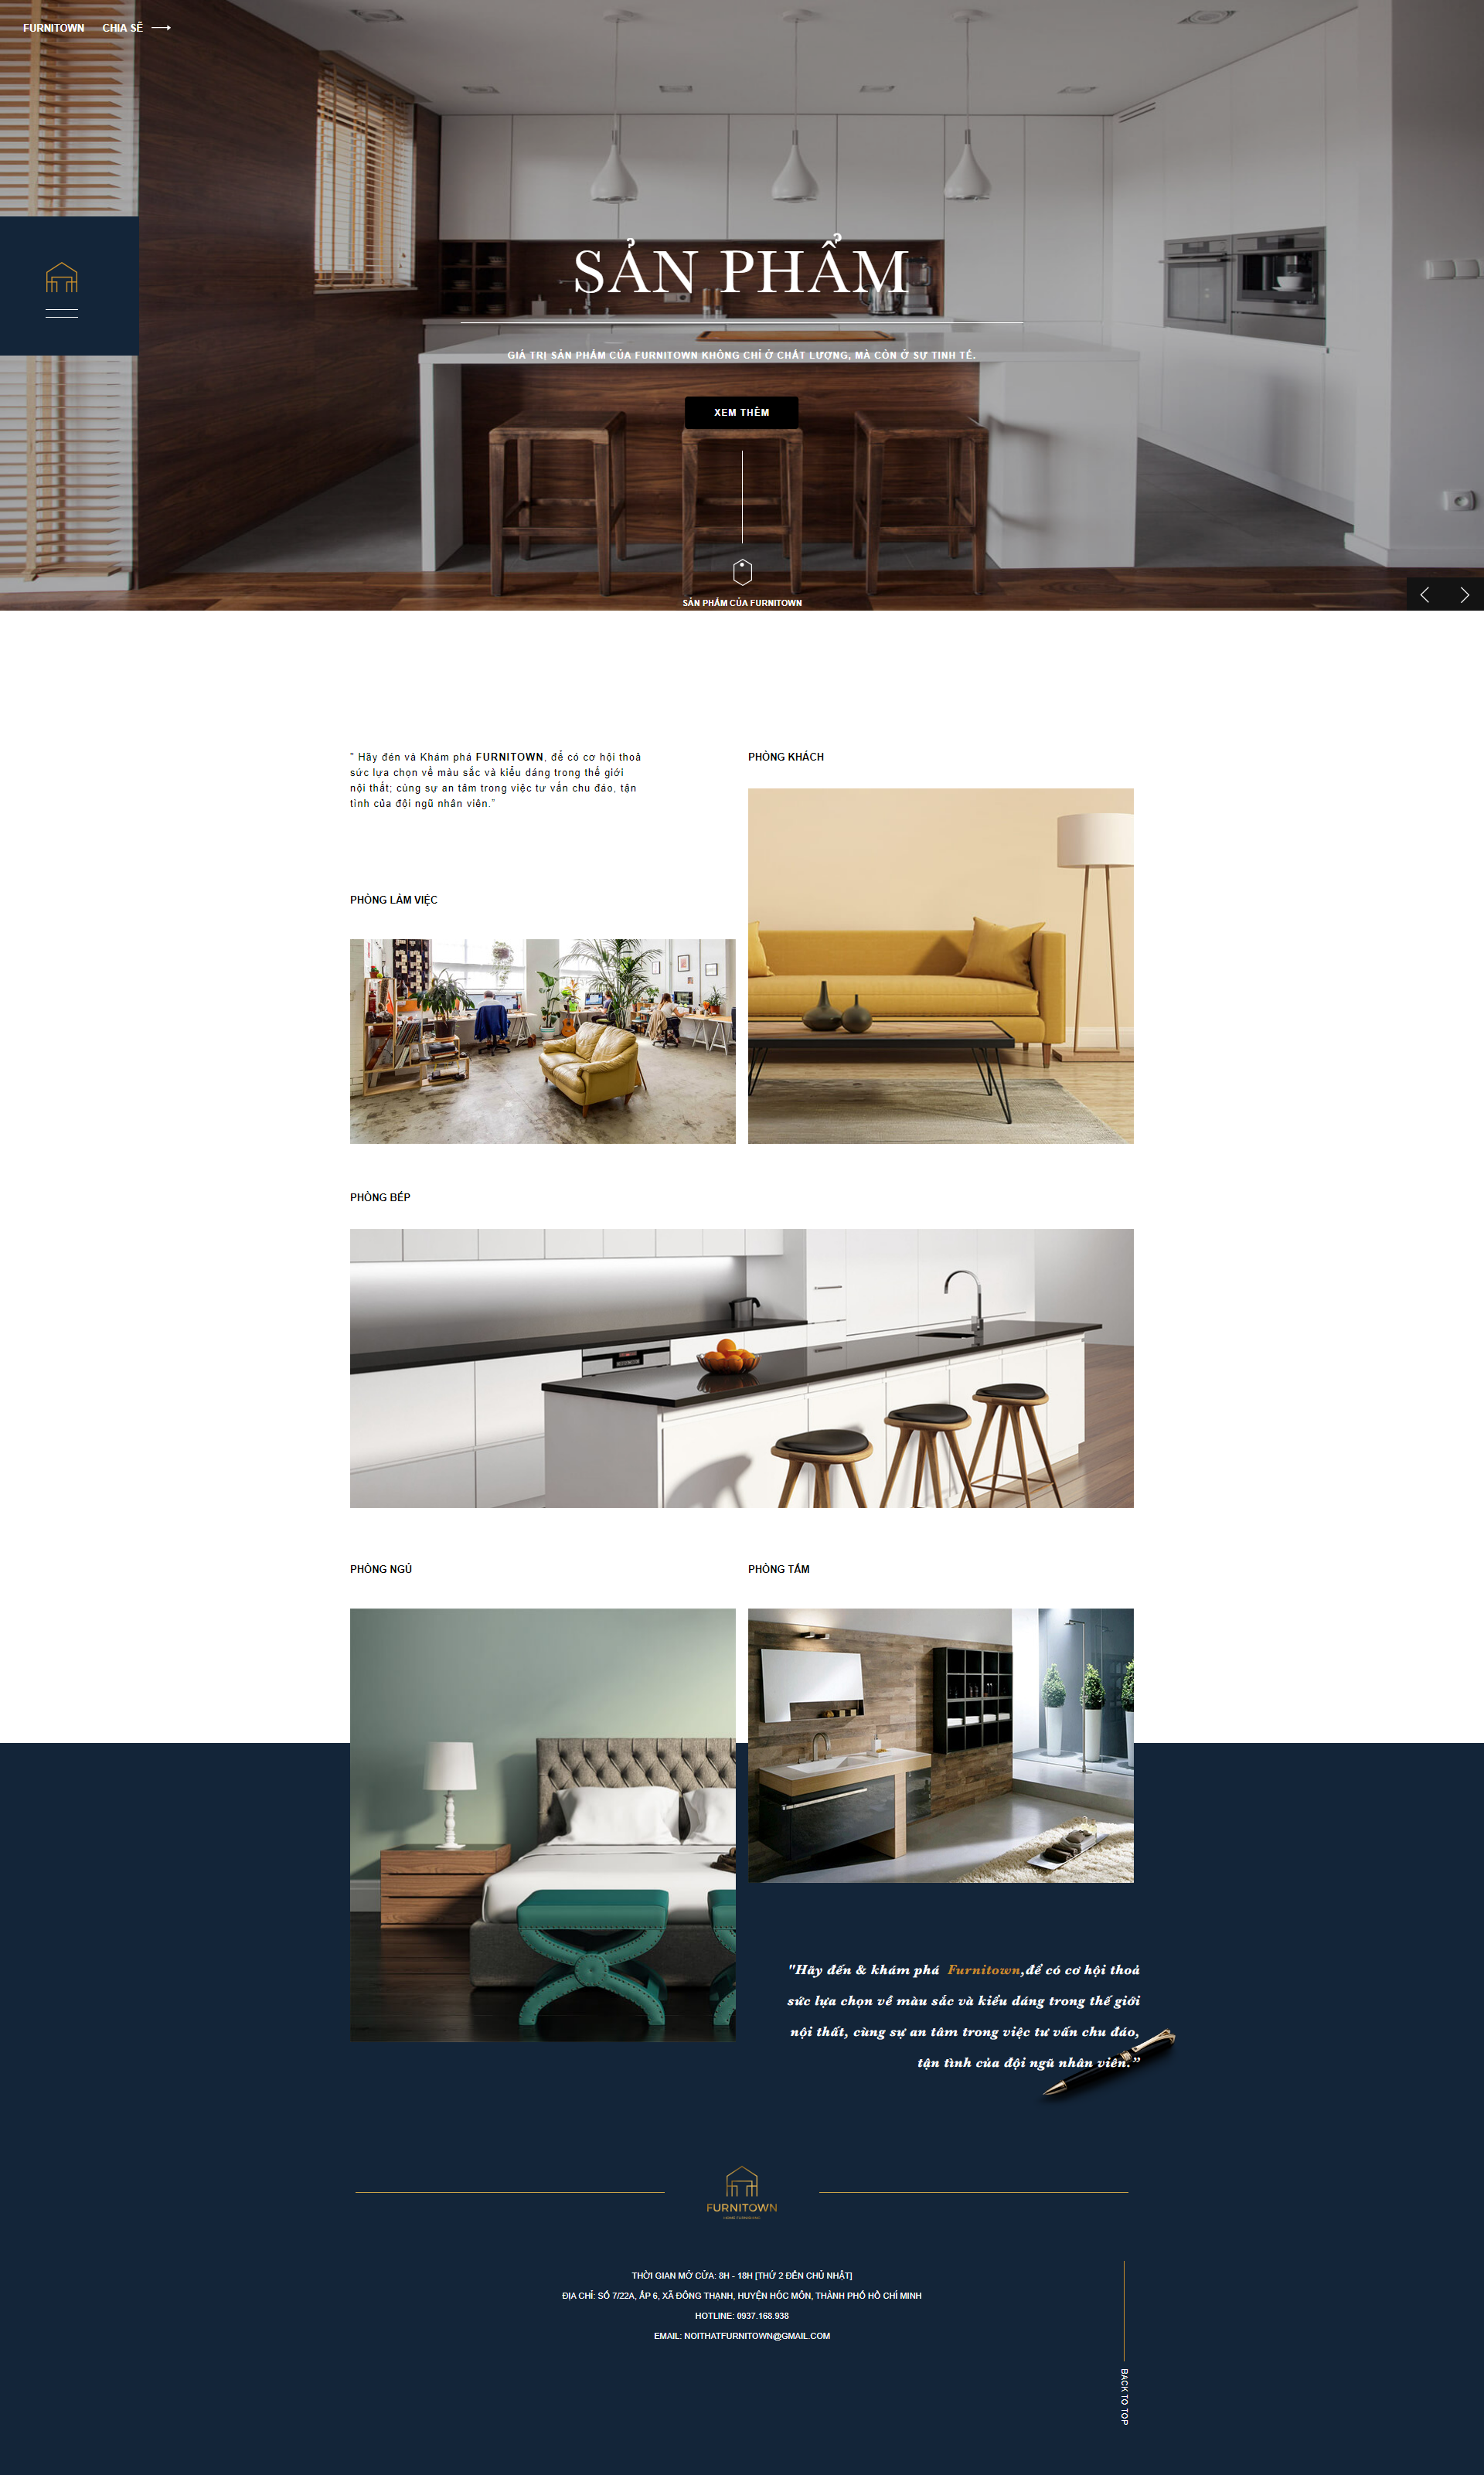 FURNITOWN CHIA SẺ
SẢN PHẨM
GIÁ TRỊ SẢN PHẨM CỦA FURNITOWN KHÔNG CHỈ Ở CHẤT LƯỢNG, MÀ CÒN Ở SỰ TINH TẾ.
XEM THÊM
SẢN PHẨM CỦA FURNITOWN
" Hãy đến và Khám phá FURNITOWN, để có cơ hội thoả
sức lựa chọn về màu sắc và kiểu dáng trong thế giới
nội thất; cùng sự an tâm trong việc tư vấn chu đáo, tận
tình của đội ngũ nhân viên.”
PHÒNG KHÁCH
PHÒNG LÀM VIỆC
PHÒNG BẾP
PHÒNG NGỦ
PHÒNG TẮM
"Hãy đến & khám phá Furnitown,để có cơ hội thoả
sức lựa chọn về màu sắc và kiểu dáng trong thế giới
nội thất, cùng sự an tâm trong việc tư vấn chu đáo,
tận tình của đội ngũ nhân viên.”
FURNITOWN
THỜI GIAN MỞ CỬA: 8H - 18H [THỨ 2 ĐẾN CHỦ NHẬT]
ĐỊA CHỈ: SỐ 7/22A, ẤP 6, XÃ ĐÔNG THẠNH, HUYỆN HÓC MÔN, THÀNH PHỐ HỒ CHÍ MINH
HOTLINE: 0937.168.938
EMAIL: NOITHATFURNITOWN@GMAIL.COM
BACK TO TOP